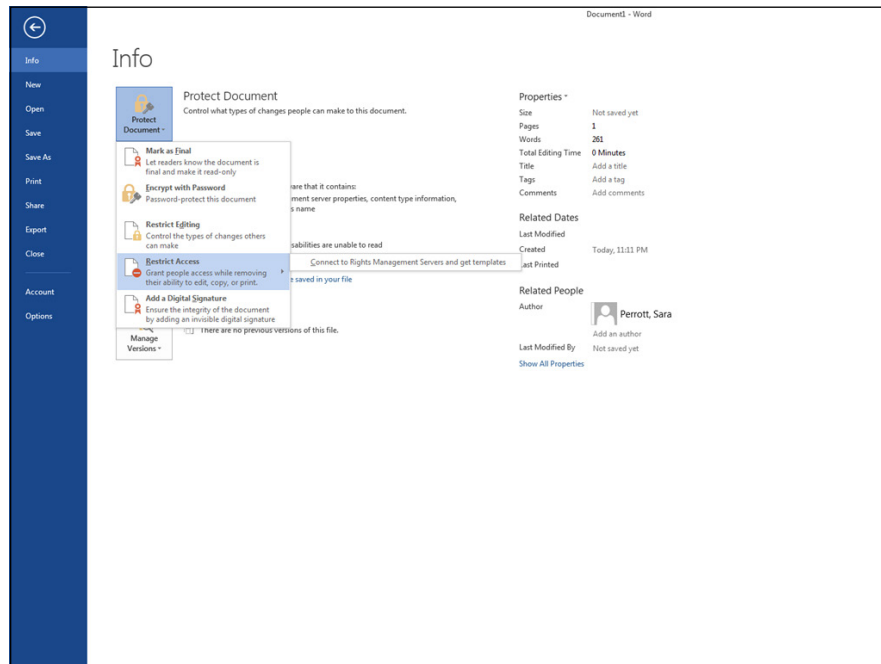 Document1 - Word
Info
New
Open
Save
Save As
Print
Share
Export
Close
Account
Options
Info
Protect
Document
Protect Document
Control what types of changes people can make to this document.
Mark as Final
Let readers know the document is
final and make it read-only
Encrypt with Password
Password-protect this document
Restrict Editing
Control the types of changes others
can make
Restrict Access
Grant people access while removing
their ability to edit, copy, or print.
Add a Digital Signature
Ensure the integrity of the document
by adding an invisible digital signature
that it contains:
server properties, content type information,
name
are unable to read
Connect to Rights Management Servers and get templates
saved in your file
Manage
Versions
There are no previous versions of this file.
Properties
Size Not saved yet
Pages 1
Words 261
Total Editing Time 0 Minutes
Title Add a title
Tags Add a tag
Comments Add comments
Related Dates
Last Modified
Created Today, 11:11 PM
Last Printed
Related People
Author Perrott, Sara
Add an author
Last Modified By Not saved yet
Show All Properties